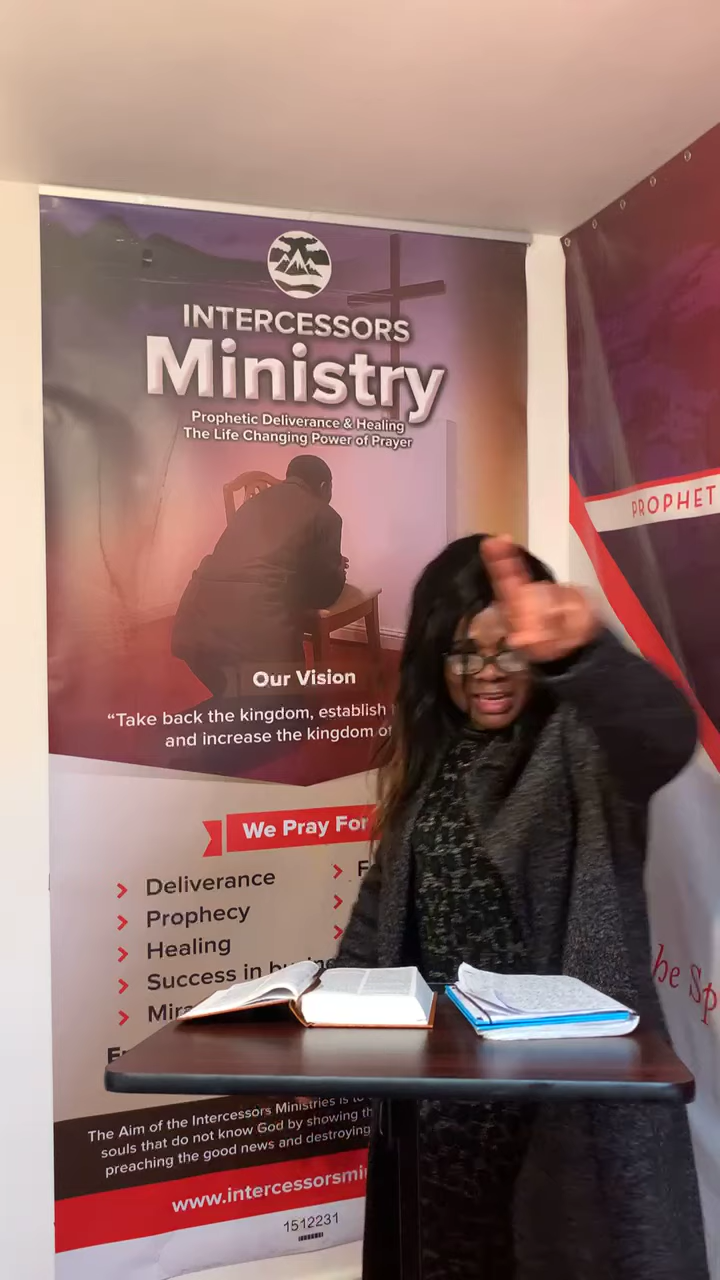 INTERCESSORS
Ministry
Prophetic Deliverance & Healing
The Life Changing Power of Prayer
Our Vision
“Take back the kingdom, establish
and increase the kingdom of
We Pray For
Deliverance
Prophecy
Healing
Success in
The Aim of the Intercessors Ministries is to
souls that do not know God by showing
preaching the good news and destroying
www.intercessorsmi
1512231
PROPHET
he Sp